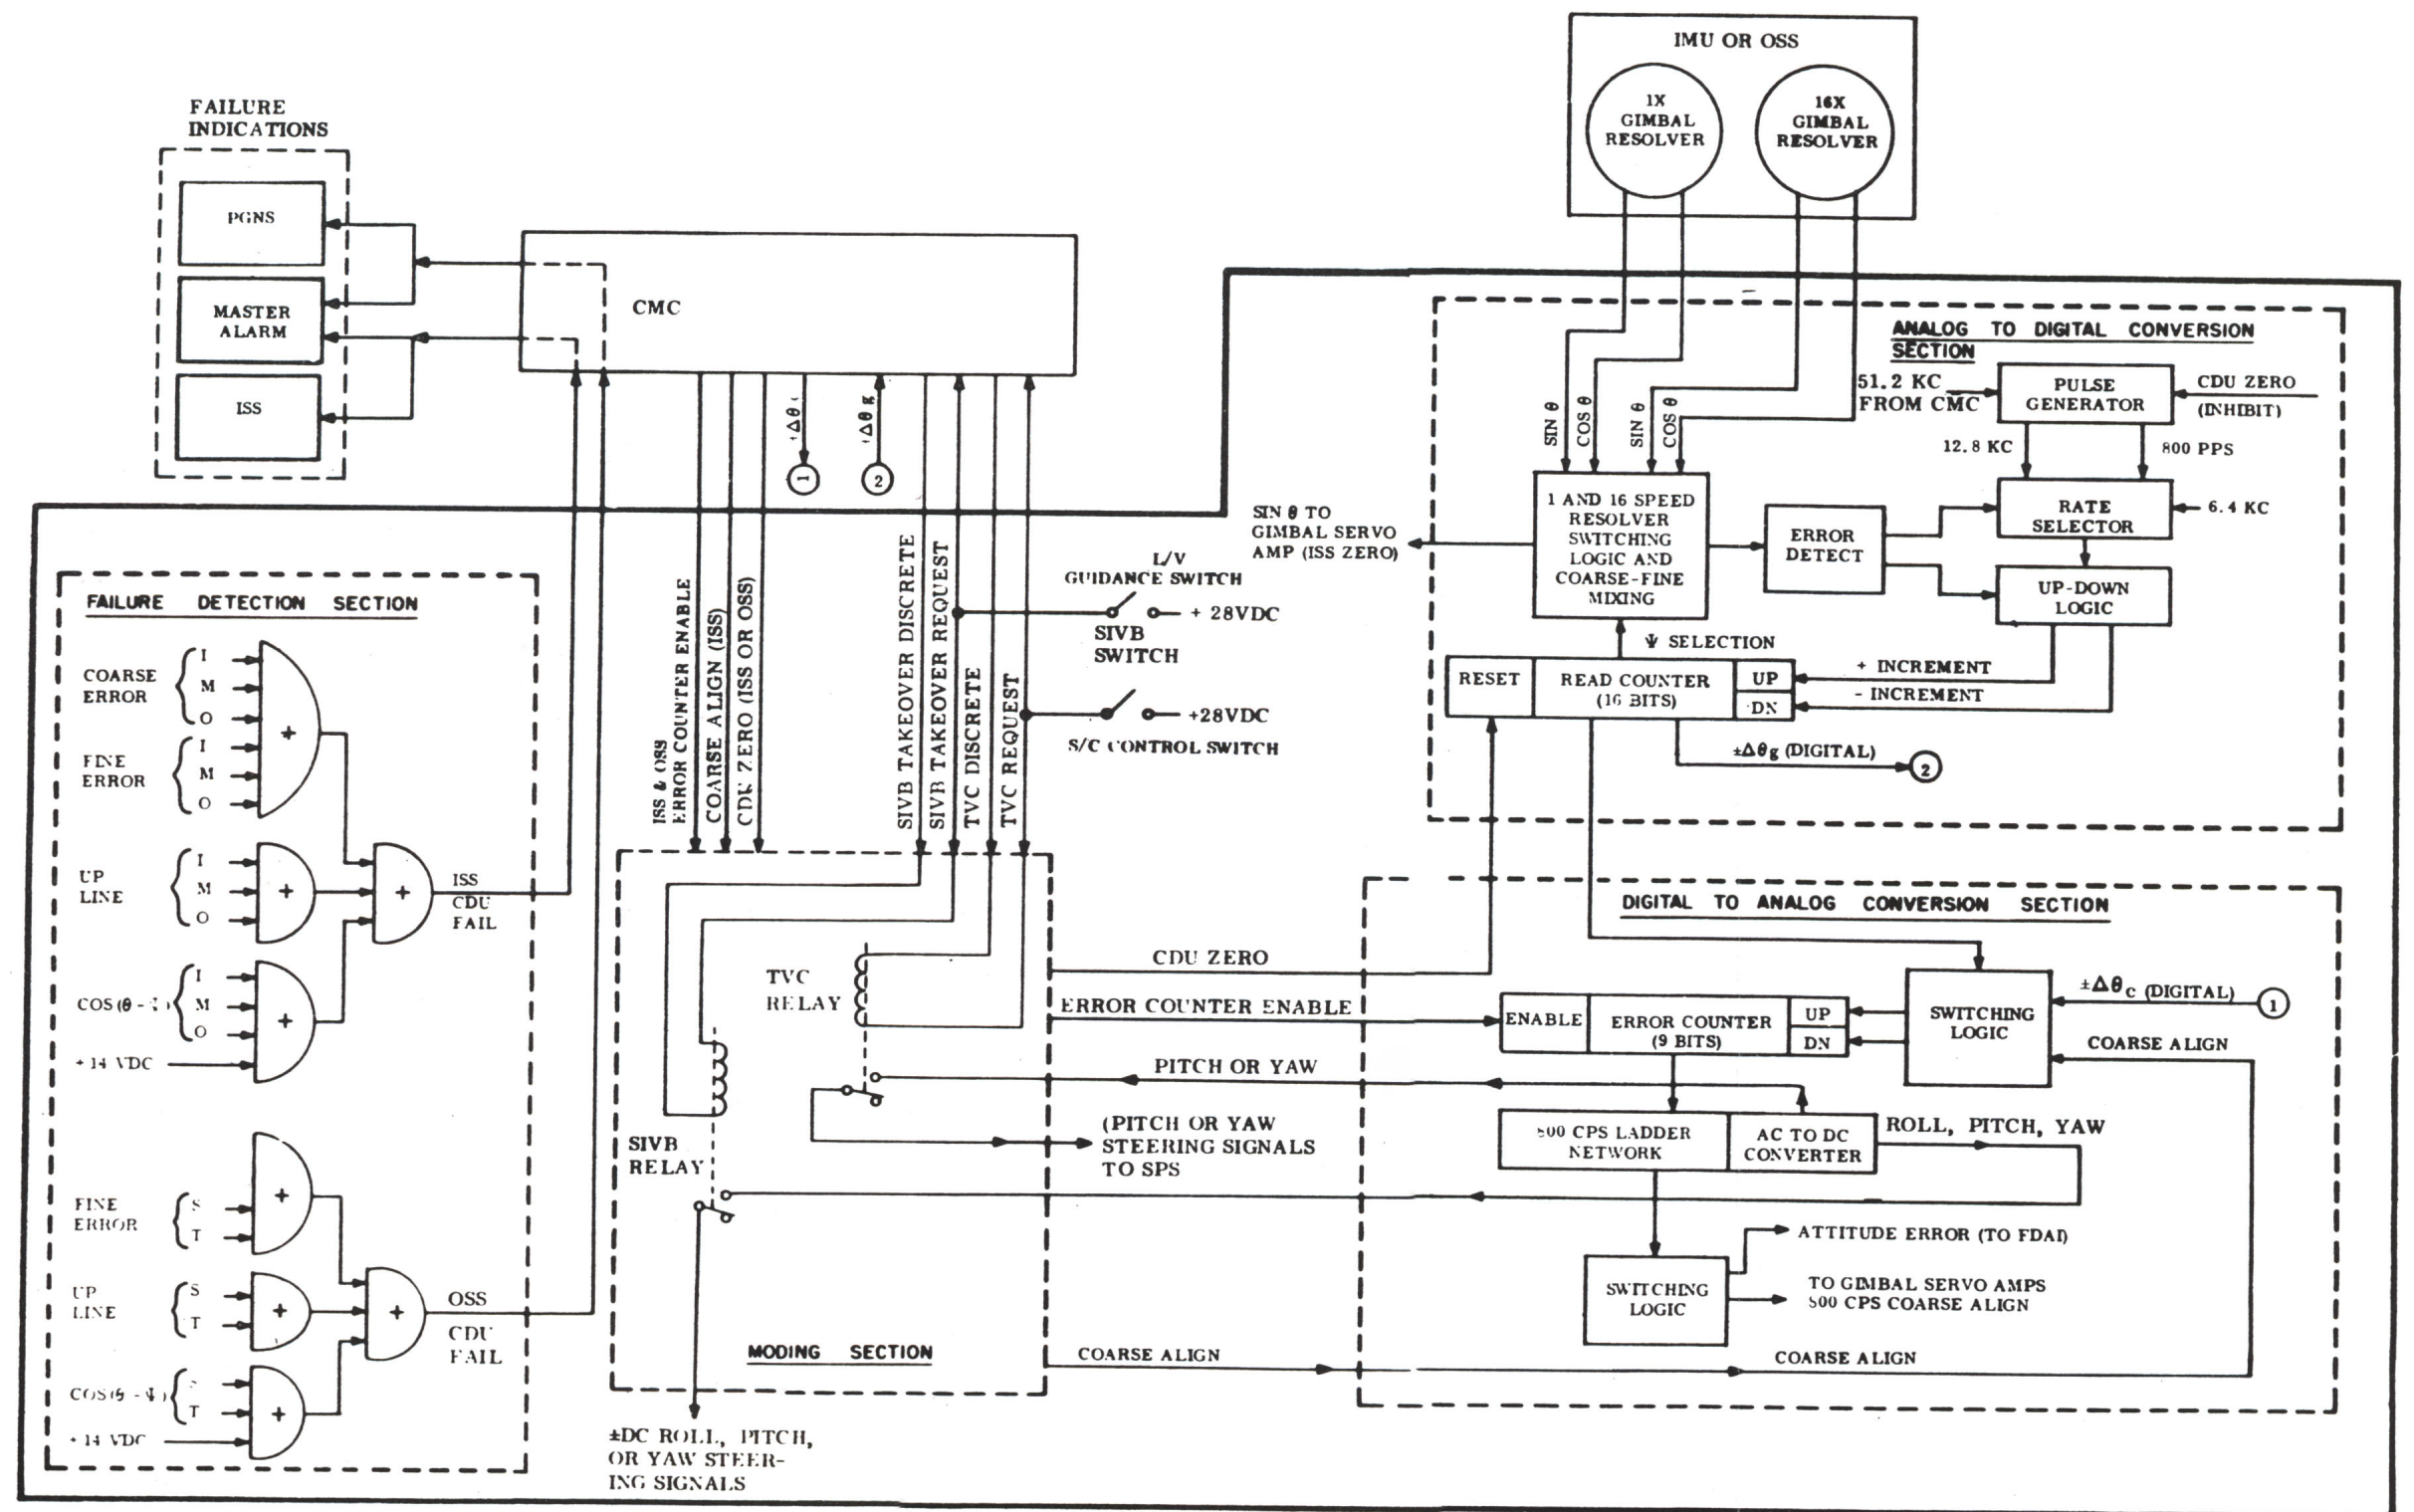 IMU OR OSS
1X
GIMBAL
RESOLVER
16X
GIMBAL
RESOLVER
FAILURE
INDICATIONS
PGNS
MASTER
ALARM
ISS
CMC
Δθ
1
Δθ g
2
ANALOG TO DIGITAL CONVERSION
SECTION
51.2 KC
FROM CMC
PULSE
GENERATOR
CDU ZERO
(INHIBIT)
12.8 KC
800 PPS
SIN θ
COS θ
SIN θ
COS θ
1 AND 16 SPEED
RESOLVER
SWITCHING
LOGIC AND
COARSE-FINE
MIXING
SIN θ TO
GIMBAL SERVO
AMP (ISS ZERO)
ERROR
DETECT
RATE
SELECTOR
6.4 KC
UP-DOWN
LOGIC
Ψ SELECTION
RESET
READ COUNTER
(16 BITS)
UP
DN
+ INCREMENT
- INCREMENT
±Δθg (DIGITAL)
2
L/V
GUIDANCE SWITCH
+ 28VDC
SIVB
SWITCH
+28VDC
S/C CONTROL SWITCH
ISS & OSS
ERROR COUNTER ENABLE
COARSE ALIGN (ISS)
CDU ZERO (ISS OR OSS)
SIVB TAKEOVER DISCRETE
SIVB TAKEOVER REQUEST
TVC DISCRETE
TVC REQUEST
FAILURE DETECTION SECTION
COARSE
ERROR
I
M
O
FINE
ERROR
I
M
O
+
UP
LINE
I
M
O
+
+
ISS
CDU
FAIL
COS (θ -
I
M
O
+
+ 14 VDC
FINE
ERROR
S
T
+
UP
LINE
S
T
+
+
OSS
CDU
FAIL
COS(θ - Ψ)
T
+
+ 14 VDC
TVC
RELAY
SIVB
RELAY
MODING SECTION
±DC ROLL, PITCH,
OR YAW STEER-
ING SIGNALS
CDU ZERO
ERROR COUNTER ENABLE
PITCH OR YAW
(PITCH OR YAW
STEERING SIGNALS
TO SPS
COARSE ALIGN
DIGITAL TO ANALOG CONVERSION SECTION
ENABLE
ERROR COUNTER
(9 BITS)
UP
DN
SWITCHING
LOGIC
±Δθc (DIGITAL)
1
COARSE ALIGN
800 CPS LADDER
NETWORK
AC TO DC
CONVERTER
ROLL, PITCH, YAW
ATTITUDE ERROR (TO FDAI)
SWITCHING
LOGIC
TO GIMBAL SERVO AMPS
800 CPS COARSE ALIGN
COARSE ALIGN